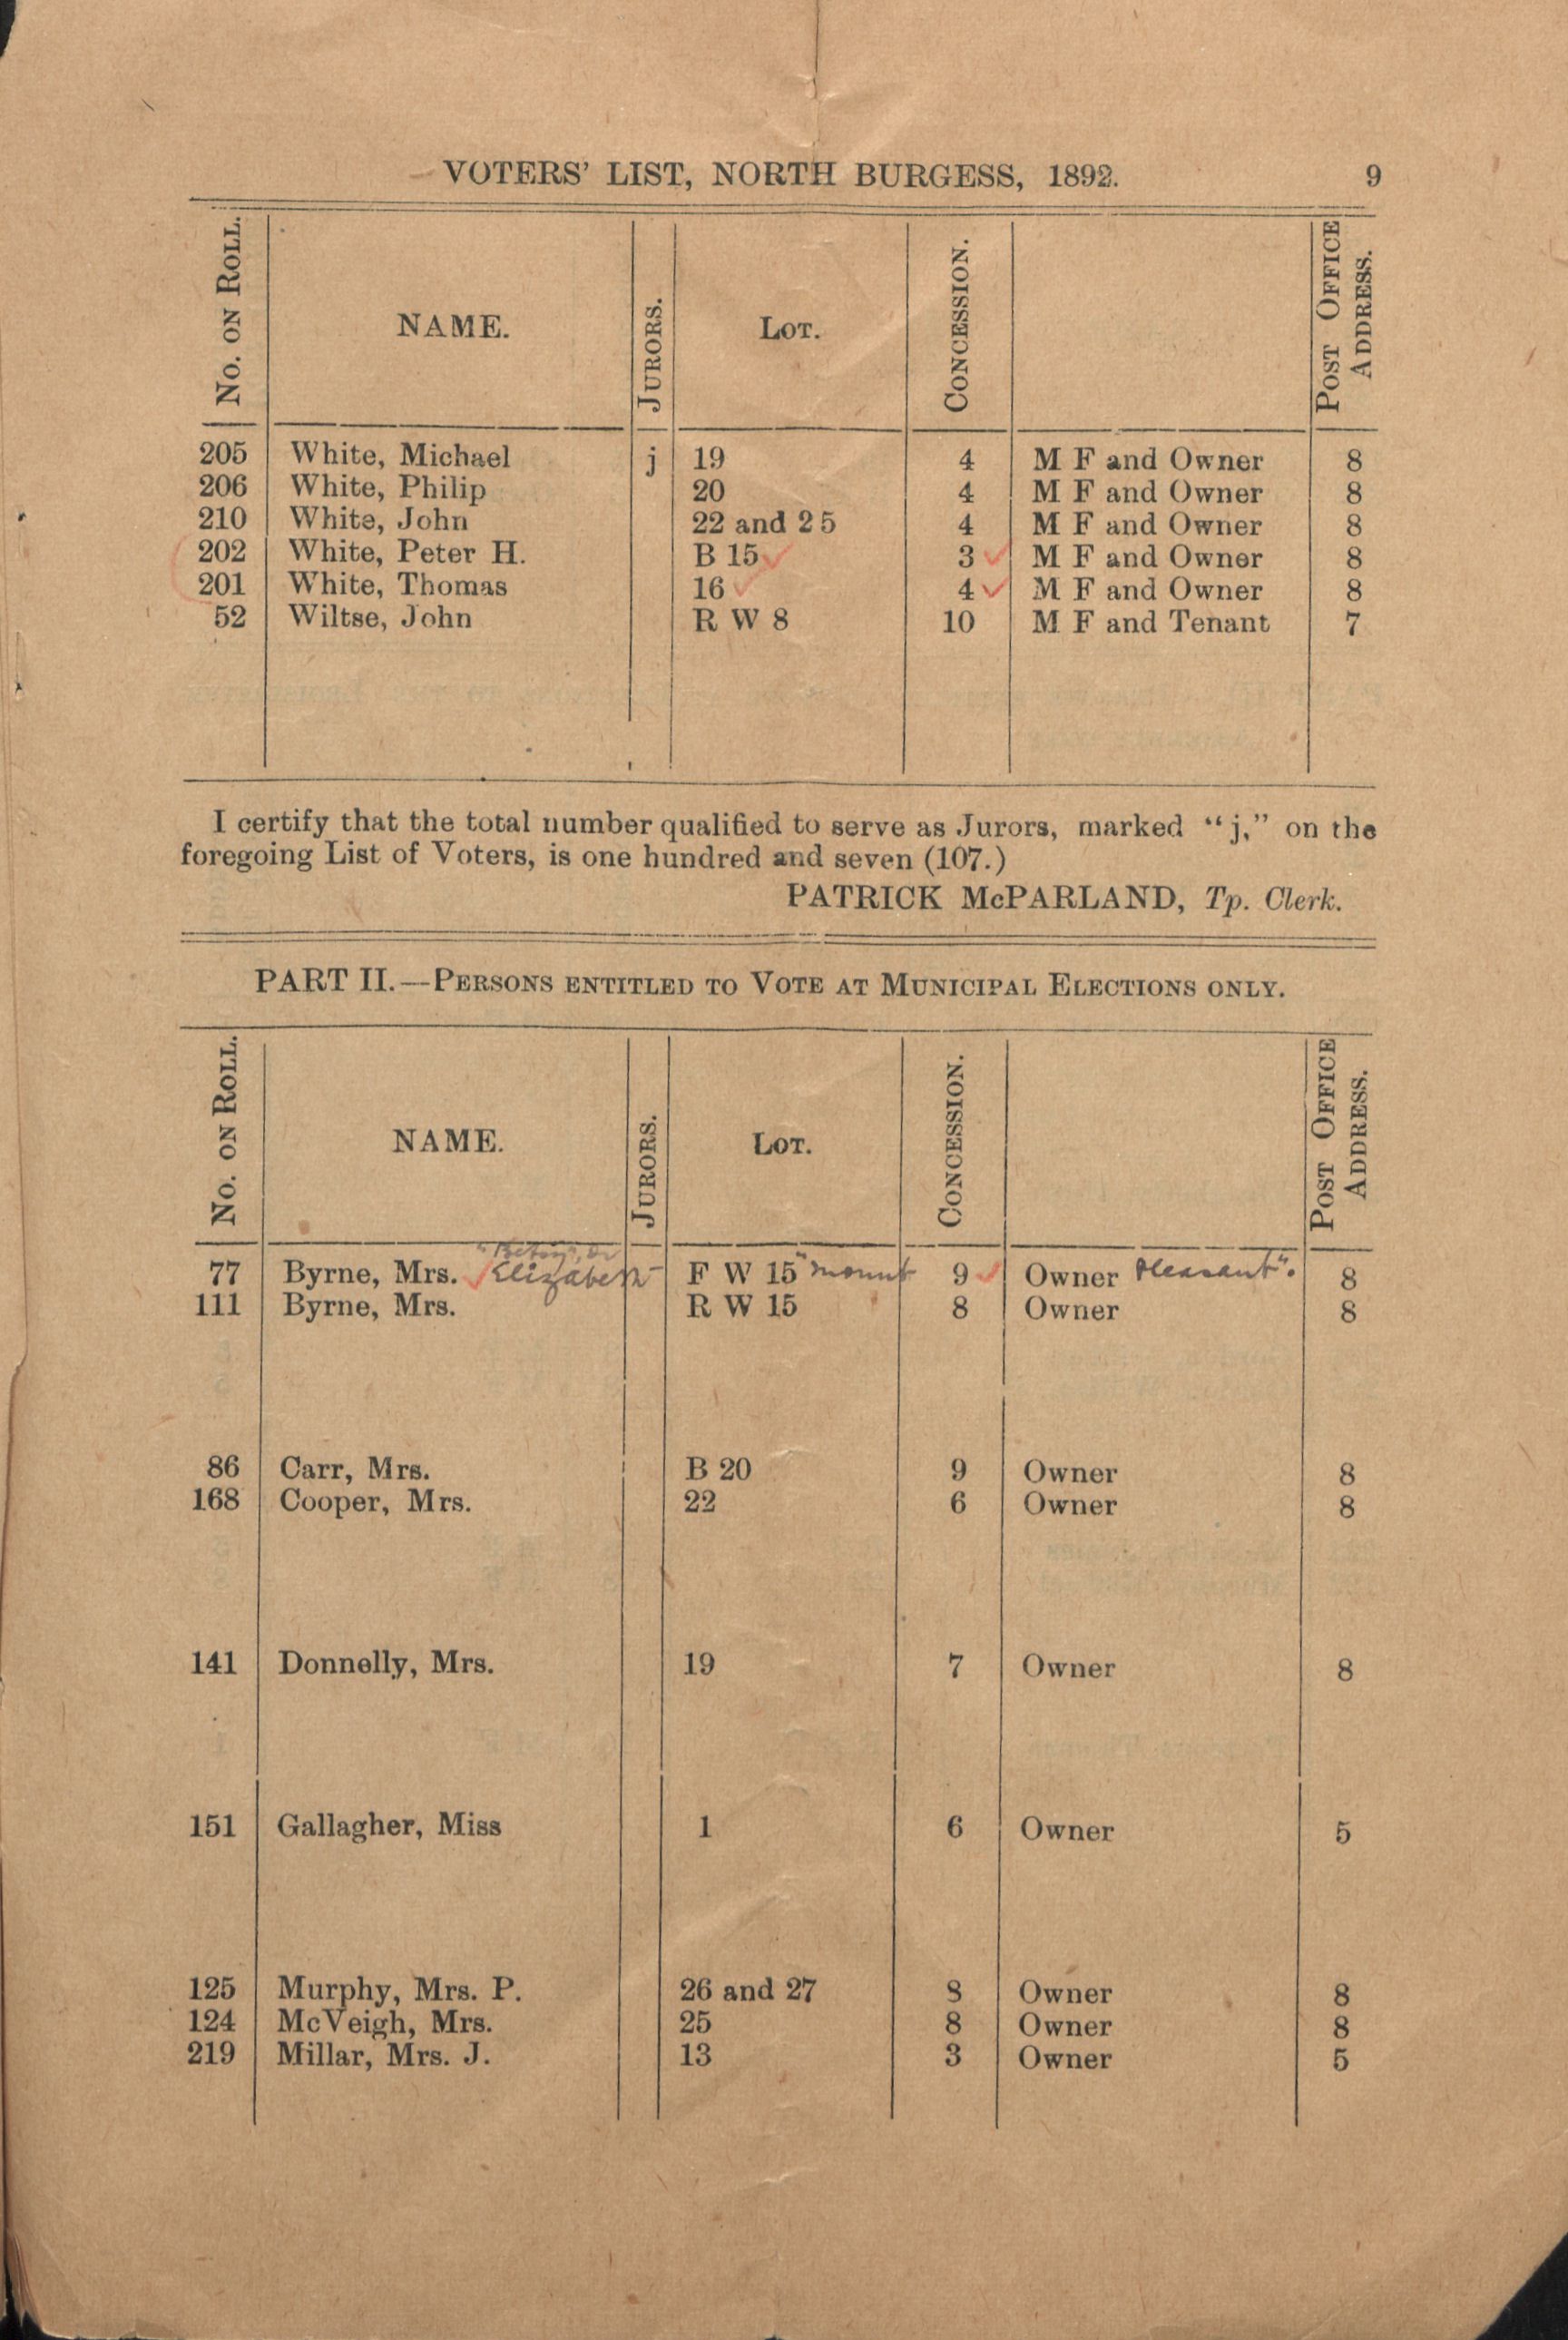 VOTERS' LIST, NORTH BURGESS, 1892. 9
No. on Roll. NAME. Jurors. Lot. Concession. Post Office Address.
205 White, Michael j 19 4 M F and Owner 8
206 White, Philip 20 4 M F and Owner 8
210 White, John 22 and 25 4 M F and Owner 8
202 White, Peter H. B 15 ✓ 3 ✓ M F and Owner 8
201 White, Thomas 16 ✓ 4 ✓ M F and Owner 8
52 Wiltse, John R W 8 10 M F and Tenant 7
I certify that the total number qualified to serve as Jurors, marked "j," on the
foregoing List of Voters, is one hundred and seven (107.)
PATRICK McPARLAND, Tp. Clerk.
PART II.—Persons entitled to Vote at Municipal Elections only.
No. on Roll. NAME. Jurors. Lot. Concession. Post Office Address.
"Betsy", or
77 Byrne, Mrs. ✓ Elizabeth F W 15 "Mount 9 ✓ Owner Pleasant". 8
111 Byrne, Mrs. R W 15 8 Owner 8
86 Carr, Mrs. B 20 9 Owner 8
168 Cooper, Mrs. 22 6 Owner 8
141 Donnelly, Mrs. 19 7 Owner 8
151 Gallagher, Miss 1 6 Owner 5
125 Murphy, Mrs. P. 26 and 27 8 Owner 8
124 McVeigh, Mrs. 25 8 Owner 8
219 Millar, Mrs. J. 13 3 Owner 5